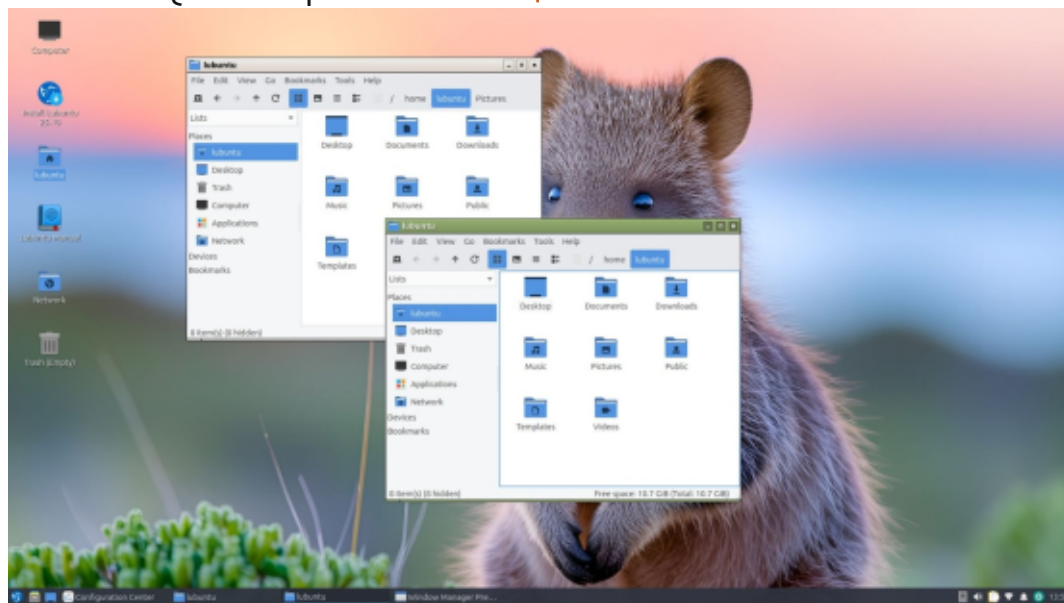 Computer
Install Lubuntu
lubuntu
Lubuntu Manual
Network
Trash (Empty)
lubuntu
File Edit View Go Bookmarks Tools Help
/ home lubuntu Pictures
Lists
Places
lubuntu
Desktop
Trash
Computer
Applications
Network
Devices
Bookmarks
Desktop Documents Downloads
Music Pictures Public
Templates
8 item(s) (8 hidden)
lubuntu
File Edit View Go Bookmarks Tools Help
/ home lubuntu
Lists
Places
lubuntu
Desktop
Trash
Computer
Applications
Network
Devices
Bookmarks
Desktop Documents Downloads
Music Pictures Public
Templates Videos
8 item(s) (8 hidden) Free space: 10.7 GiB (Total: 10.7 GiB)
Configuration Center lubuntu lubuntu Window Manager Pre...